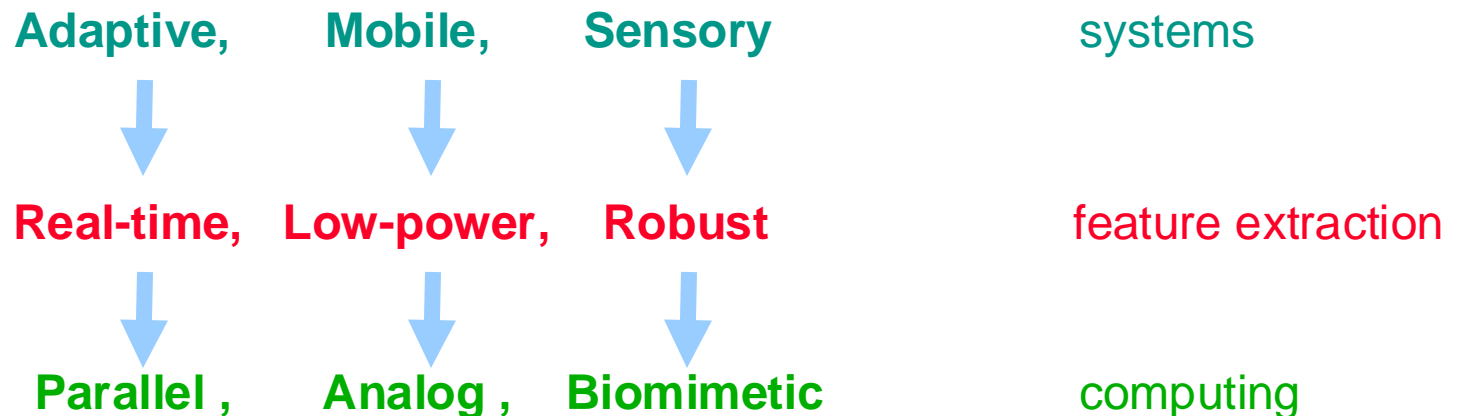 Adaptive, Mobile, Sensory systems
Real-time, Low-power, Robust feature extraction
Parallel , Analog , Biomimetic computing